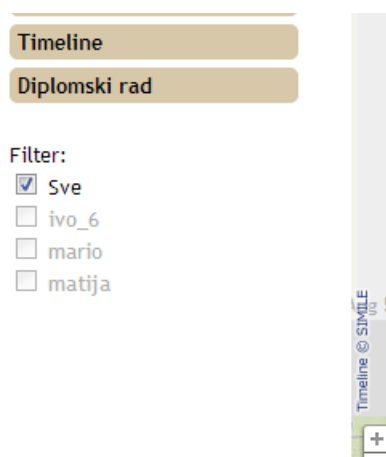 Timeline
Diplomski rad
Filter:
Sve
ivo_6
mario
matija
Timeline © SIMILE
+